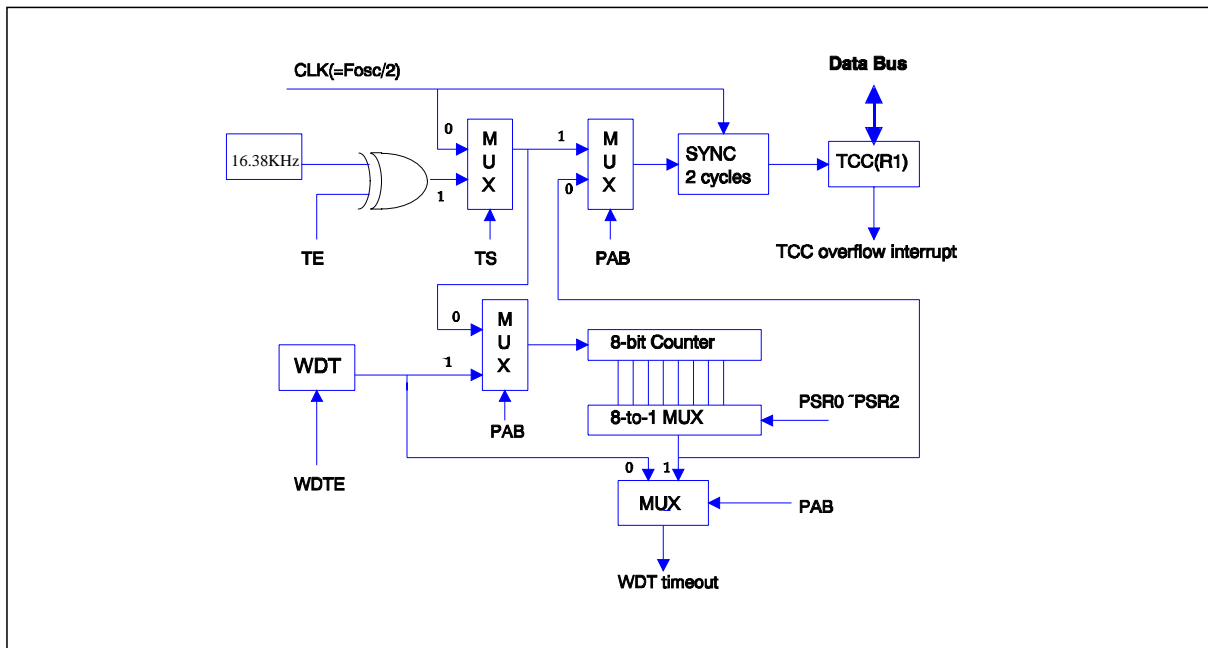 CLK(=Fosc/2)
Data Bus
0
M
U
X
1
M
U
X
0
SYNC
2 cycles
TCC(R1)
16.38KHz
1
TE
TS
PAB
TCC overflow interrupt
0
M
U
X
8-bit Counter
WDT
1
PSR0 ~PSR2
8-to-1 MUX
PAB
0
1
WDTE
MUX
PAB
WDT timeout